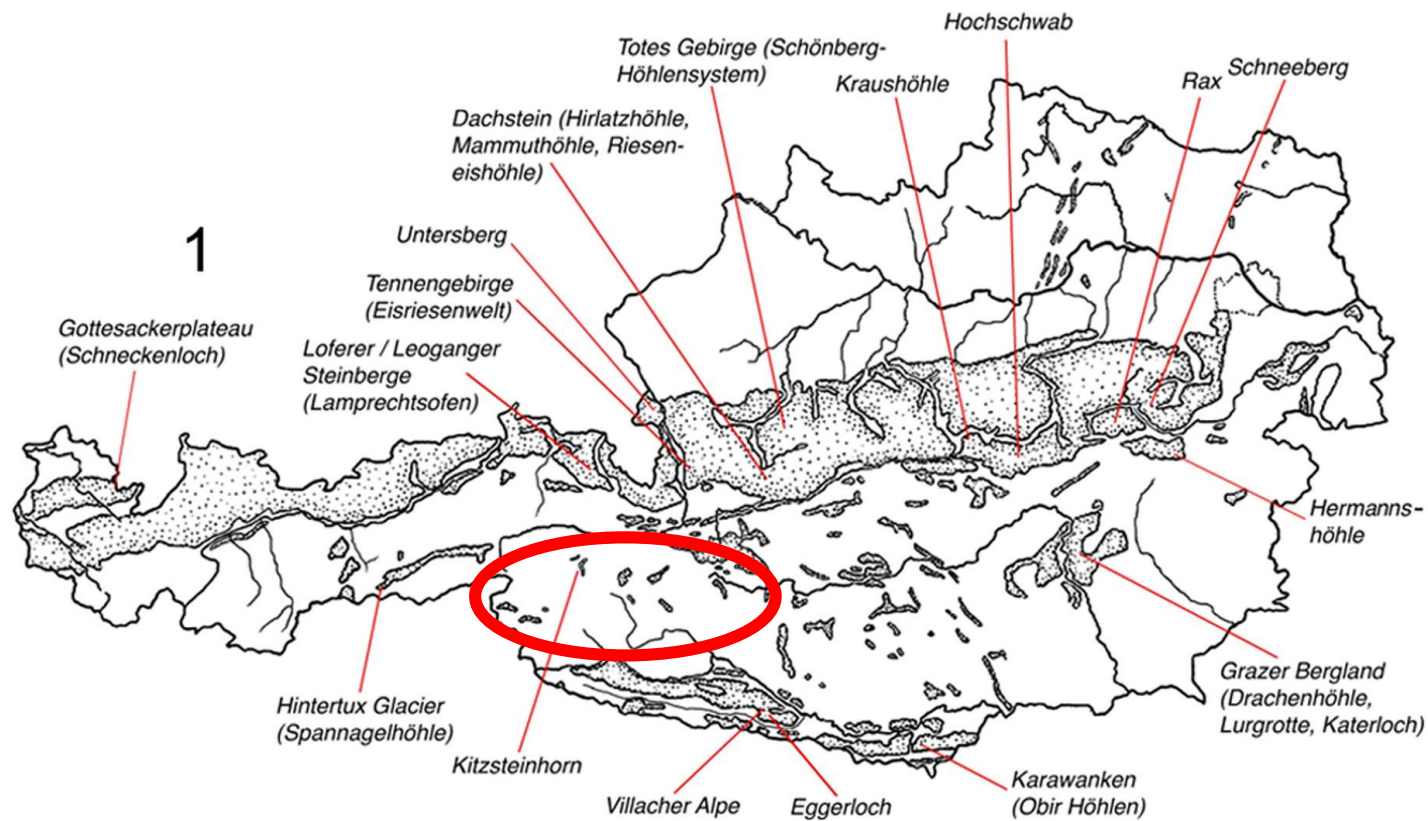 Hochschwab
Totes Gebirge (Schönberg-
Höhlensystem)
Kraushöhle
Rax
Schneeberg
Dachstein (Hirlatzhöhle,
Mammuthöhle, Riesen-
eishöhle)
1
Untersberg
Tennengebirge
(Eisriesenwelt)
Gottesackerplateau
(Schneckenloch)
Loferer / Leoganger
Steinberge
(Lamprechtsofen)
Hermanns-
höhle
Hintertux Glacier
(Spannagelhöhle)
Kitzsteinhorn
Villacher Alpe
Eggerloch
Karawanken
(Obir Höhlen)
Grazer Bergland
(Drachenhöhle,
Lurgrotte, Katerloch)